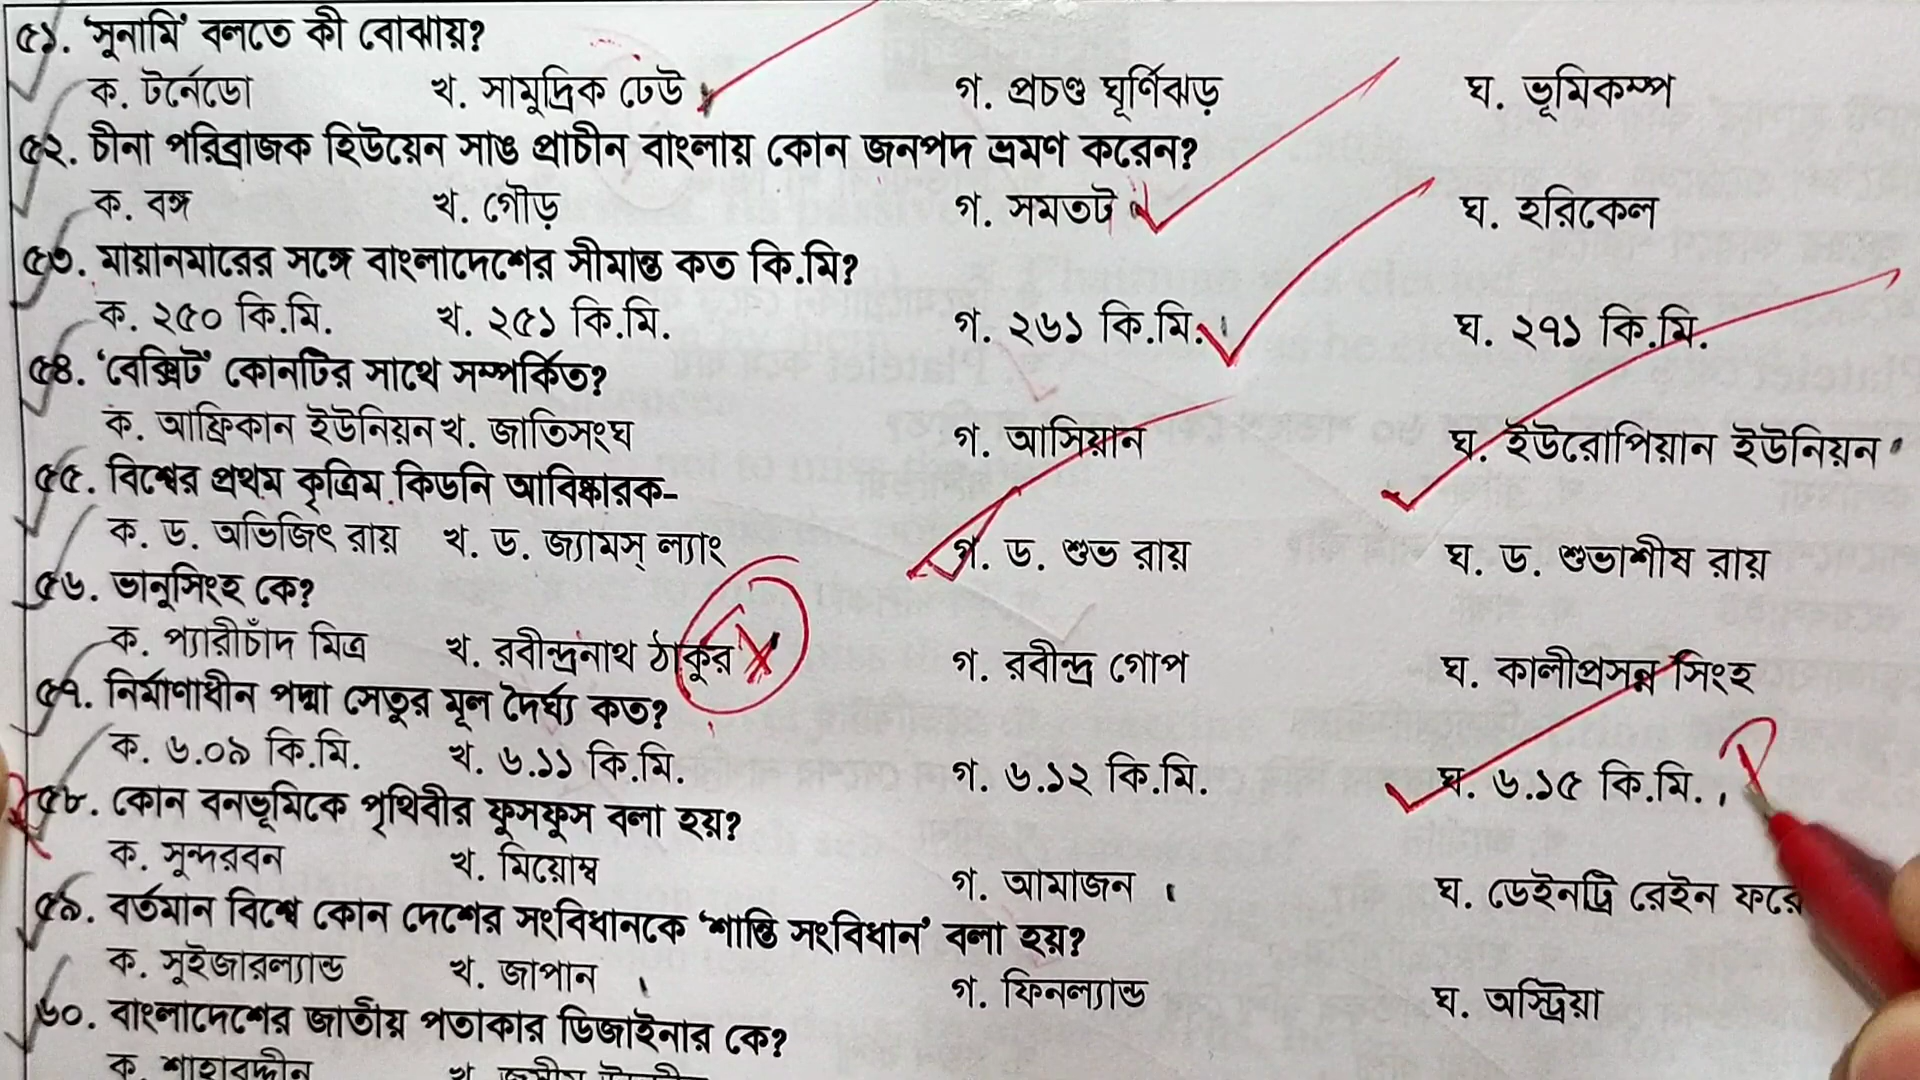 ৫১. 'সুনামি' বলতে কী বোঝায়?
ক. টর্নেডো খ. সামুদ্রিক ঢেউ গ. প্রচণ্ড ঘূর্ণিঝড় ঘ. ভূমিকম্প
৫২. চীনা পরিব্রাজক হিউয়েন সাঙ প্রাচীন বাংলায় কোন জনপদ ভ্রমণ করেন?
ক. বঙ্গ খ. গৌড় গ. সমতট ঘ. হরিকেল
৫৩. মায়ানমারের সঙ্গে বাংলাদেশের সীমান্ত কত কি.মি?
ক. ২৫০ কি.মি. খ. ২৫১ কি.মি. গ. ২৬১ কি.মি. ঘ. ২৭১ কি.মি.
৫৪. 'বেক্সিট' কোনটির সাথে সম্পর্কিত?
ক. আফ্রিকান ইউনিয়ন খ. জাতিসংঘ গ. আসিয়ান ঘ. ইউরোপিয়ান ইউনিয়ন
৫৫. বিশ্বের প্রথম কৃত্রিম কিডনি আবিষ্কারক-
ক. ড. অভিজিৎ রায় খ. ড. জ্যামস্ ল্যাং গ. ড. শুভ রায় ঘ. ড. শুভাশীষ রায়
৫৬. ভানুসিংহ কে?
ক. প্যারীচাঁদ মিত্র খ. রবীন্দ্রনাথ ঠাকুর গ. রবীন্দ্র গোপ ঘ. কালীপ্রসন্ন সিংহ
৫৭. নির্মাণাধীন পদ্মা সেতুর মূল দৈর্ঘ্য কত?
ক. ৬.০৯ কি.মি. খ. ৬.১১ কি.মি. গ. ৬.১২ কি.মি. ঘ. ৬.১৫ কি.মি.
৫৮. কোন বনভূমিকে পৃথিবীর ফুসফুস বলা হয়?
ক. সুন্দরবন খ. মিয়োম্ব গ. আমাজন ঘ. ডেইনট্রি রেইন ফরে
৫৯. বর্তমান বিশ্বে কোন দেশের সংবিধানকে 'শান্তি সংবিধান' বলা হয়?
ক. সুইজারল্যান্ড খ. জাপান গ. ফিনল্যান্ড ঘ. অস্ট্রিয়া
৬০. বাংলাদেশের জাতীয় পতাকার ডিজাইনার কে?
ক. শাহাবদ্দীন খ.